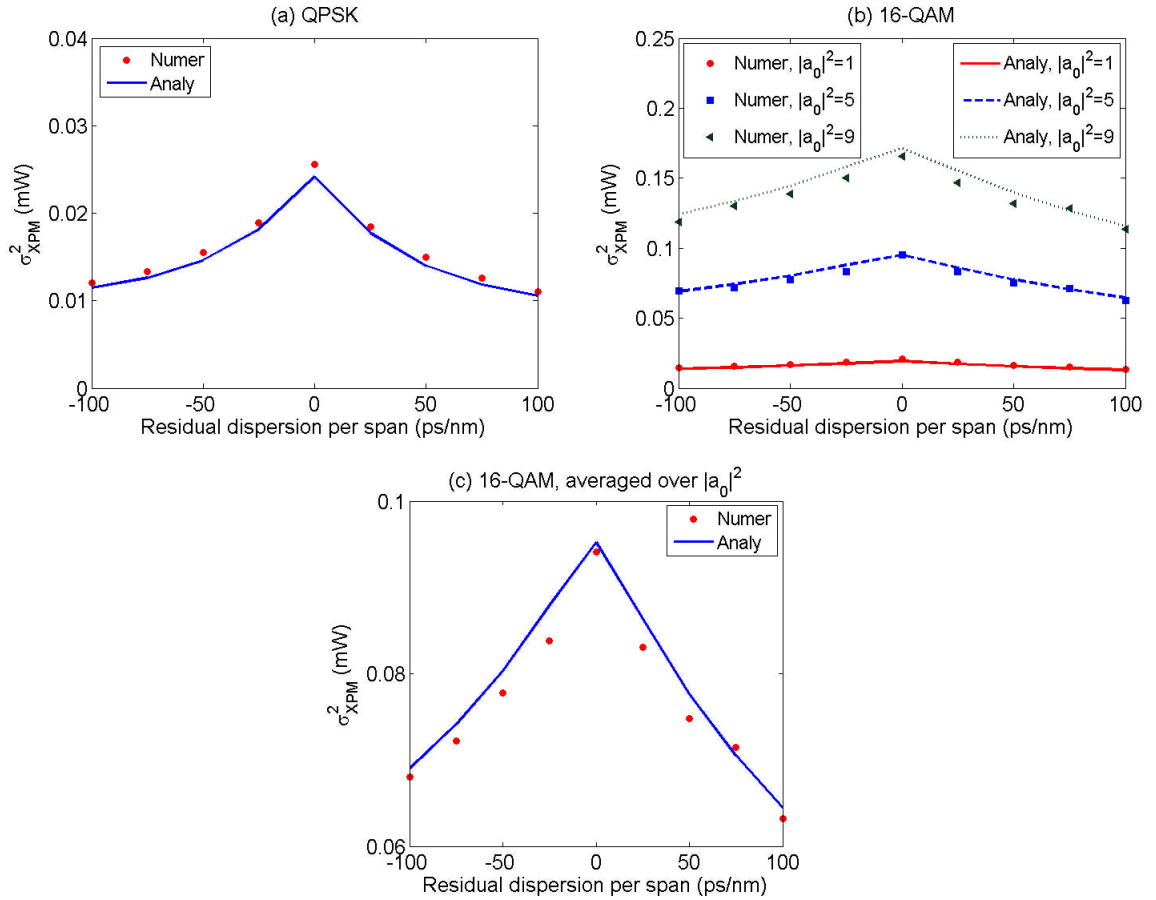 (a) QPSK
0.04
0.03
0.02
0.01
0
σ²_XPM (mW)
Numer
Analy
-100 -50 0 50 100
Residual dispersion per span (ps/nm)
(b) 16-QAM
0.25
0.2
0.15
0.1
0.05
0
σ²_XPM (mW)
Numer, |a₀|²=1
Numer, |a₀|²=5
Numer, |a₀|²=9
Analy, |a₀|²=1
Analy, |a₀|²=5
Analy, |a₀|²=9
-100 -50 0 50 100
Residual dispersion per span (ps/nm)
(c) 16-QAM, averaged over |a₀|²
0.1
0.08
0.06
σ²_XPM (mW)
Numer
Analy
-100 -50 0 50 100
Residual dispersion per span (ps/nm)